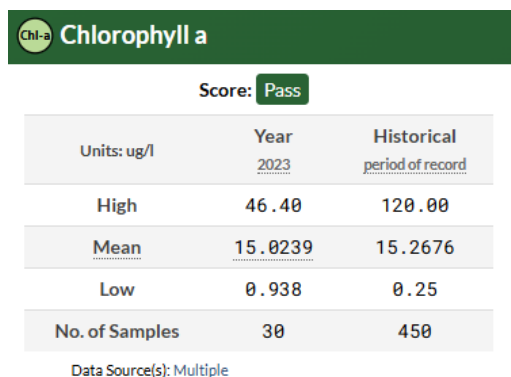 Chl-a Chlorophyll a
Score: Pass
Units: ug/l Year 2023 Historical period of record
High 46.40 120.00
Mean 15.0239 15.2676
Low 0.938 0.25
No. of Samples 30 450
Data Source(s): Multiple